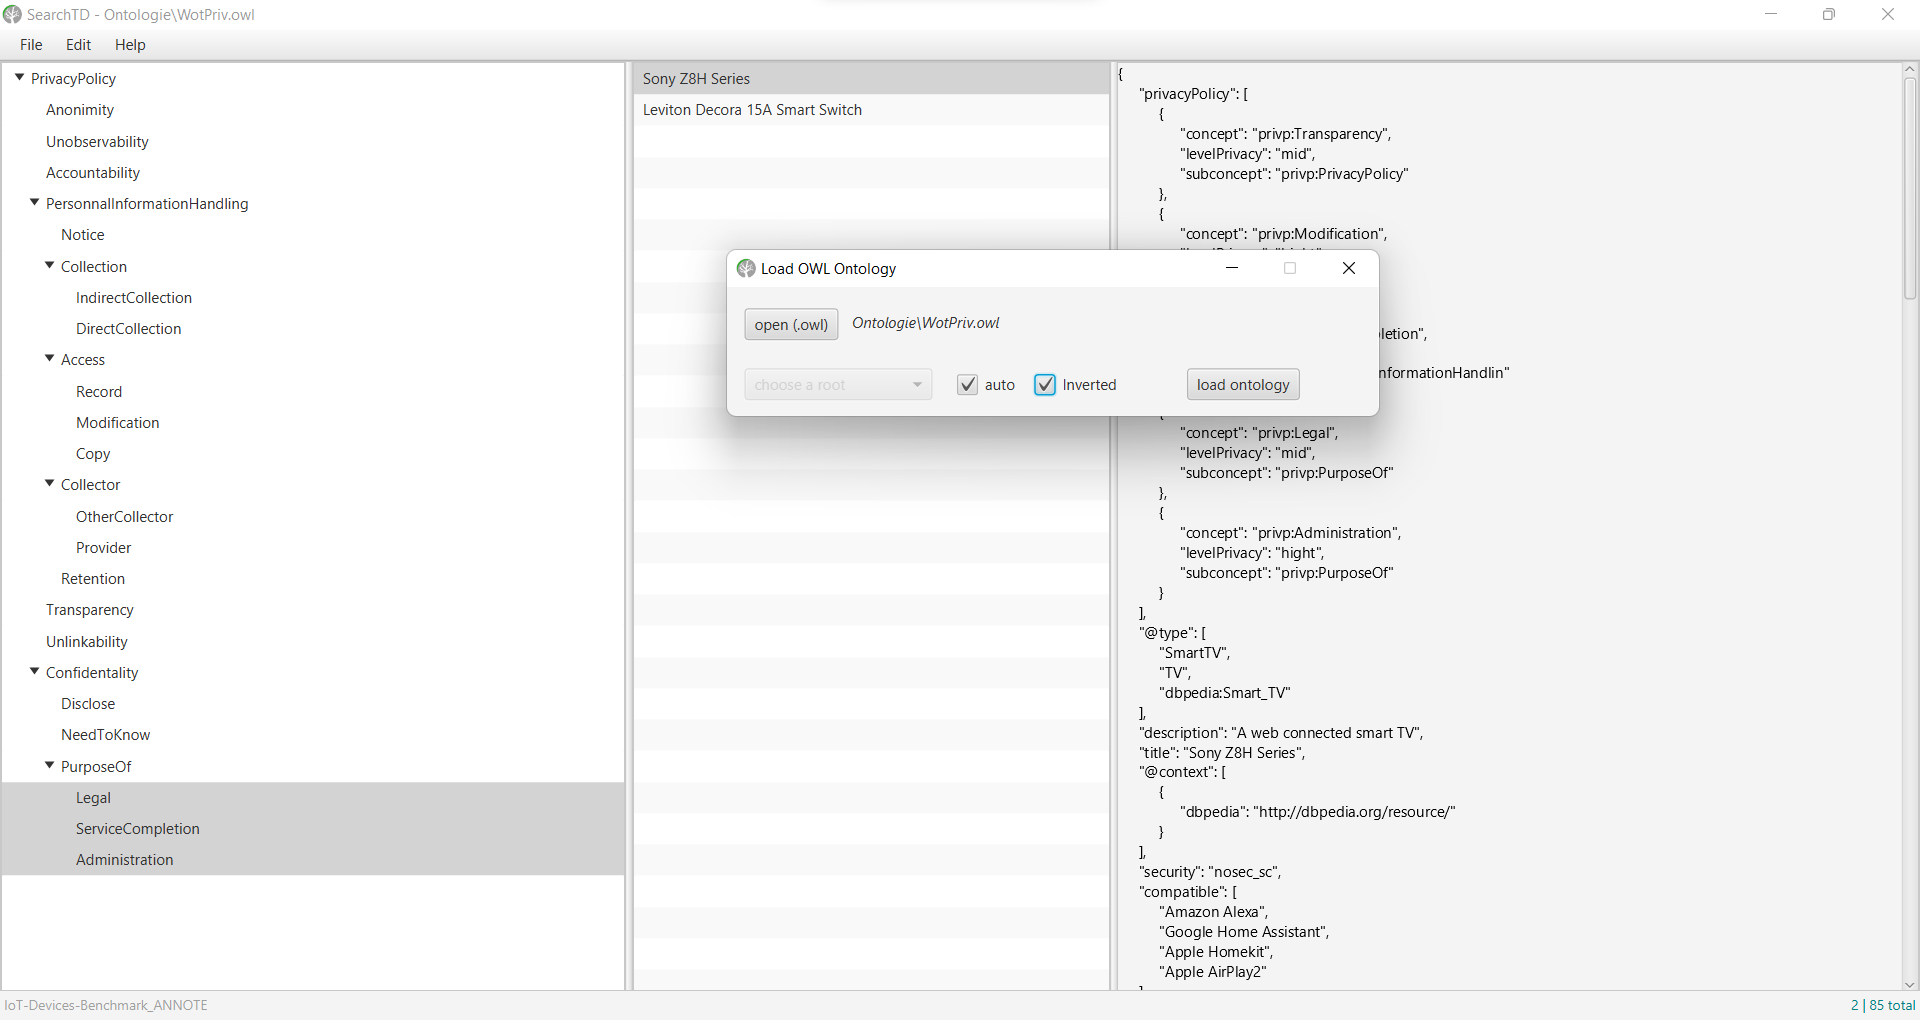 SearchTD - Ontologie\WotPriv.owl
File Edit Help
PrivacyPolicy
Anonimity
Unobservability
Accountability
PersonnalInformationHandling
Notice
Collection
IndirectCollection
DirectCollection
Access
Record
Modification
Copy
Collector
OtherCollector
Provider
Retention
Transparency
Unlinkability
Confidentality
Disclose
NeedToKnow
PurposeOf
Legal
ServiceCompletion
Administration
Sony Z8H Series
Leviton Decora 15A Smart Switch
{
"privacyPolicy": [
{
"concept": "privp:Transparency",
"levelPrivacy": "mid",
"subconcept": "privp:PrivacyPolicy"
},
{
"concept": "privp:Modification",
Load OWL Ontology
open (.owl) Ontologie\WotPriv.owl
choose a root auto Inverted load ontology
letion",
nformationHandlin"
{
"concept": "privp:Legal",
"levelPrivacy": "mid",
"subconcept": "privp:PurposeOf"
},
{
"concept": "privp:Administration",
"levelPrivacy": "hight",
"subconcept": "privp:PurposeOf"
}
],
"@type": [
"SmartTV",
"TV",
"dbpedia:Smart_TV"
],
"description": "A web connected smart TV",
"title": "Sony Z8H Series",
"@context": [
{
"dbpedia": "http://dbpedia.org/resource/"
}
],
"security": "nosec_sc",
"compatible": [
"Amazon Alexa",
"Google Home Assistant",
"Apple Homekit",
"Apple AirPlay2"
IoT-Devices-Benchmark_ANNOTE
2 | 85 total